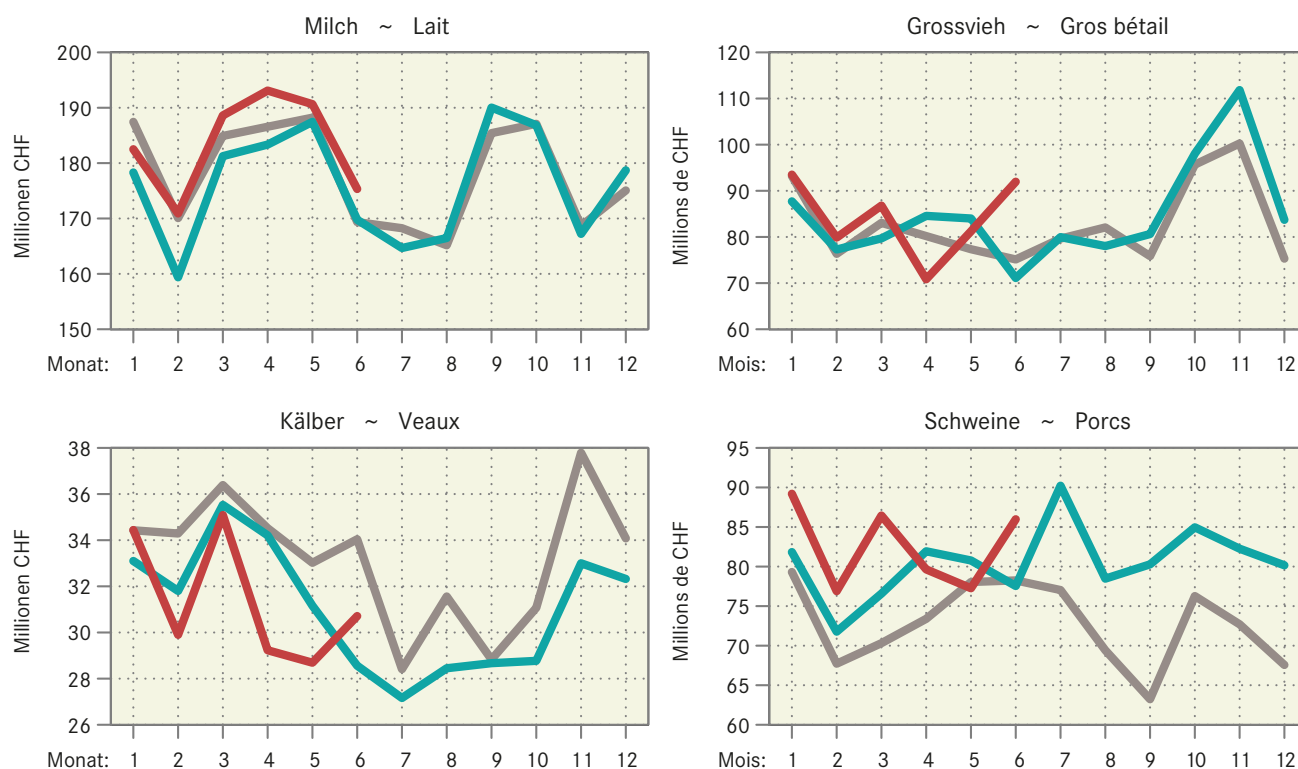 Milch ~ Lait
Millionen CHF
200
190
180
170
160
150
Monat: 1 2 3 4 5 6 7 8 9 10 11 12
Grossvieh ~ Gros bétail
Millions de CHF
120
110
100
90
80
70
60
Mois: 1 2 3 4 5 6 7 8 9 10 11 12
Kälber ~ Veaux
Millionen CHF
38
36
34
32
30
28
26
Monat: 1 2 3 4 5 6 7 8 9 10 11 12
Schweine ~ Porcs
Millions de CHF
95
90
85
80
75
70
65
60
Mois: 1 2 3 4 5 6 7 8 9 10 11 12